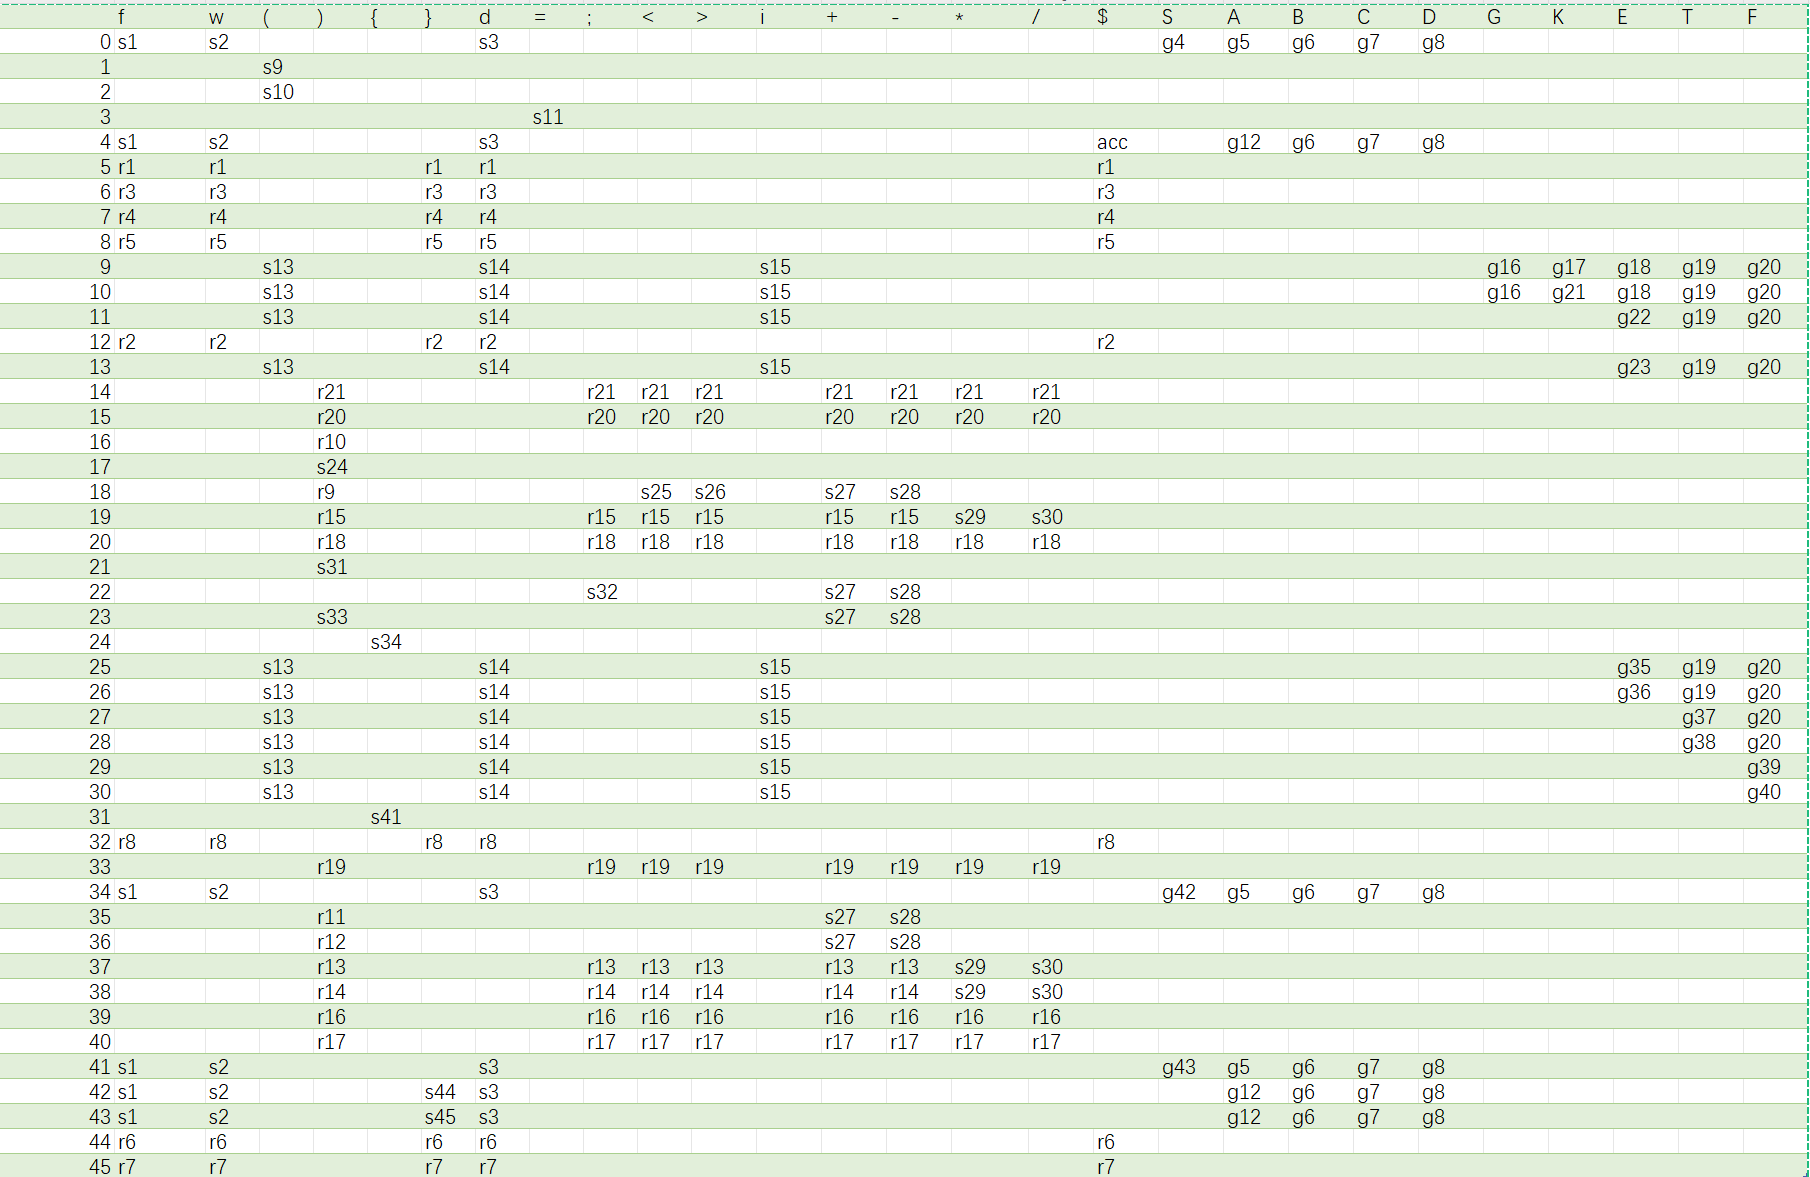 f w ( ) { } d = ; < > i + - * / $ S A B C D G K E T F
0 s1 s2 s3 g4 g5 g6 g7 g8
1 s9
2 s10
3 s11
4 s1 s2 s3 acc g12 g6 g7 g8
5 r1 r1 r1 r1 r1
6 r3 r3 r3 r3 r3
7 r4 r4 r4 r4 r4
8 r5 r5 r5 r5 r5
9 s13 s14 s15 g16 g17 g18 g19 g20
10 s13 s14 s15 g16 g21 g18 g19 g20
11 s13 s14 s15 g22 g19 g20
12 r2 r2 r2 r2 r2
13 s13 s14 s15 g23 g19 g20
14 r21 r21 r21 r21 r21 r21 r21 r21
15 r20 r20 r20 r20 r20 r20 r20 r20
16 r10
17 s24
18 r9 s25 s26 s27 s28
19 r15 r15 r15 r15 r15 r15 s29 s30
20 r18 r18 r18 r18 r18 r18 r18 r18
21 s31
22 s32 s27 s28
23 s33 s27 s28
24 s34
25 s13 s14 s15 g35 g19 g20
26 s13 s14 s15 g36 g19 g20
27 s13 s14 s15 g37 g20
28 s13 s14 s15 g38 g20
29 s13 s14 s15 g39
30 s13 s14 s15 g40
31 s41
32 r8 r8 r8 r8 r8
33 r19 r19 r19 r19 r19 r19 r19 r19
34 s1 s2 s3 g42 g5 g6 g7 g8
35 r11 s27 s28
36 r12 s27 s28
37 r13 r13 r13 r13 r13 r13 s29 s30
38 r14 r14 r14 r14 r14 r14 s29 s30
39 r16 r16 r16 r16 r16 r16 r16 r16
40 r17 r17 r17 r17 r17 r17 r17 r17
41 s1 s2 s3 g43 g5 g6 g7 g8
42 s1 s2 s44 s3 g12 g6 g7 g8
43 s1 s2 s45 s3 g12 g6 g7 g8
44 r6 r6 r6 r6 r6
45 r7 r7 r7 r7 r7